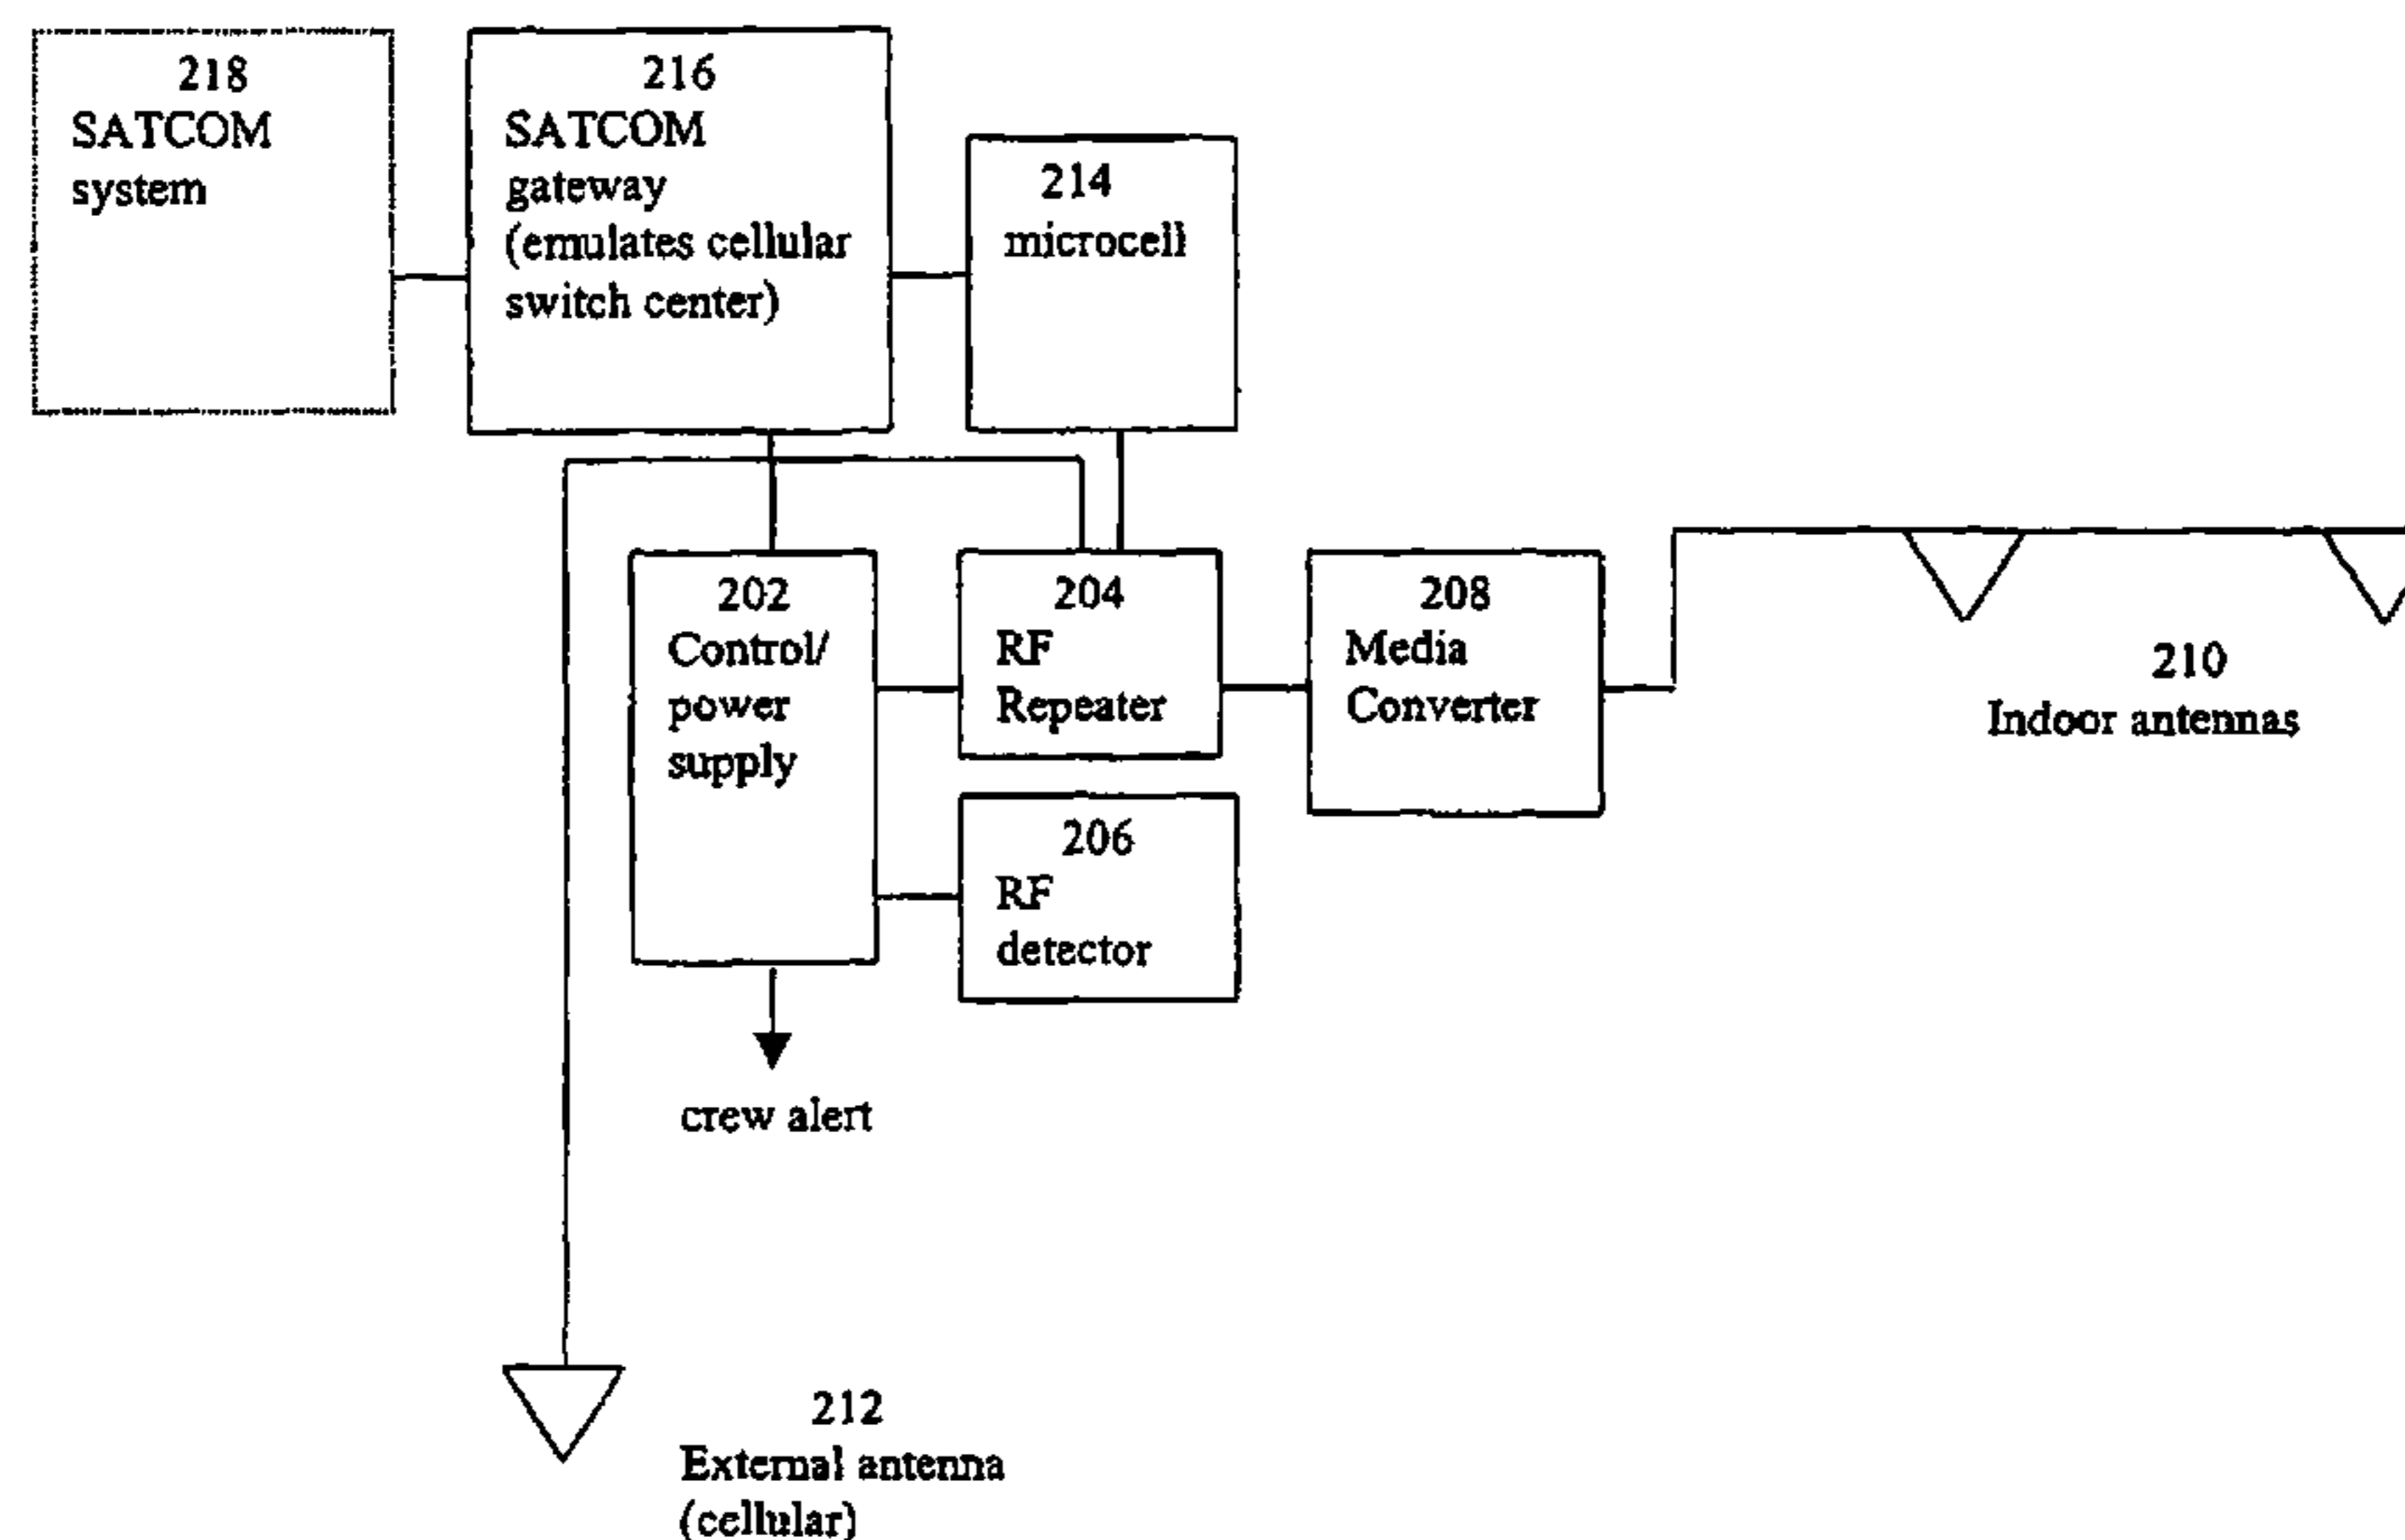 218
SATCOM
system
216
SATCOM
gateway
(emulates cellular
switch center)
214
microcell
202
Control/
power
supply
204
RF
Repeater
208
Media
Converter
210
Indoor antennas
206
RF
detector
crew alert
212
External antenna
(cellular)